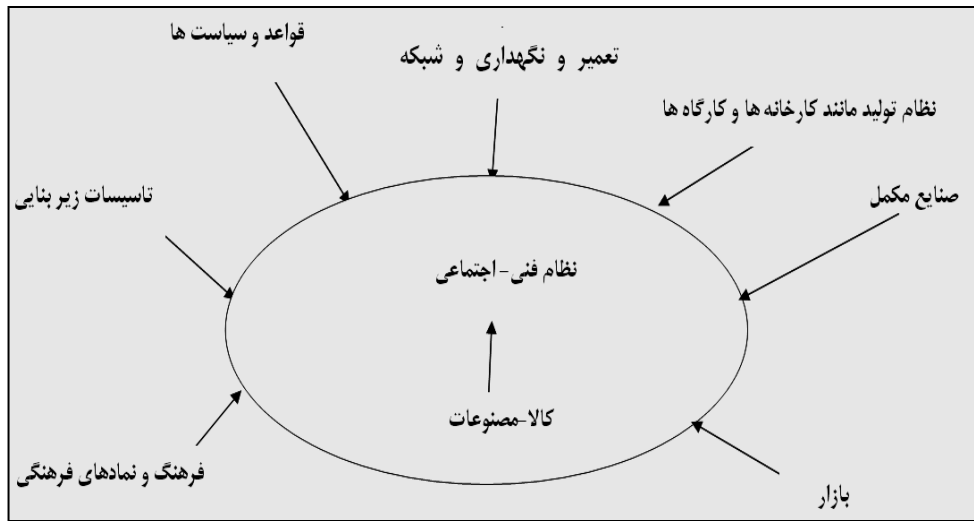 قواعد و سیاست ها
تعمیر و نگهداری و شبکه
نظام تولید مانند کارخانه ها و کارگاه ها
صنایع مکمل
تاسیسات زیر بنایی
نظام فنی-اجتماعی
کالا-مصنوعات
فرهنگ و نمادهای فرهنگی
بازار